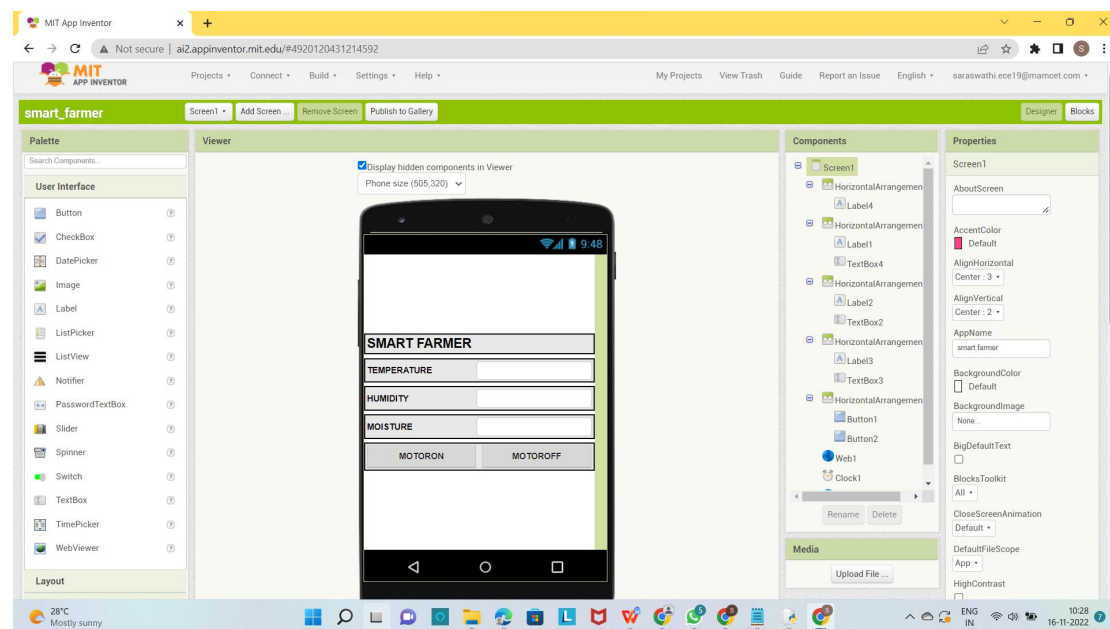 MIT App Inventor
Not secure | ai2.appinventor.mit.edu/#4920120431214592
S
MIT
APP INVENTOR
Projects
Connect
Build
Settings
Help
My Projects
View Trash
Guide
Report an Issue
English
saraswathi.ece19@mamcet.com
smart_farmer
Screen1
Add Screen ...
Remove Screen
Publish to Gallery
Designer
Blocks
Palette
Search Components...
User Interface
Button
CheckBox
DatePicker
Image
Label
ListPicker
ListView
Notifier
PasswordTextBox
Slider
Spinner
Switch
TextBox
TimePicker
WebViewer
Layout
Viewer
Display hidden components in Viewer
Phone size (505,320)
9:48
SMART FARMER
TEMPERATURE
HUMIDITY
MOISTURE
MOTORON
MOTOROFF
Components
Screen1
HorizontalArrangemen
Label4
HorizontalArrangemen
Label1
TextBox4
HorizontalArrangemen
Label2
TextBox2
HorizontalArrangemen
Label3
TextBox3
HorizontalArrangemen
Button1
Button2
Web1
Clock1
Rename
Delete
Media
Upload File ...
Properties
Screen1
AboutScreen
AccentColor
Default
AlignHorizontal
Center : 3
AlignVertical
Center : 2
AppName
smart farmer
BackgroundColor
Default
BackgroundImage
None...
BigDefaultText
BlocksToolkit
All
CloseScreenAnimation
Default
DefaultFileScope
App
HighContrast
28°C
Mostly sunny
ENG
IN
10:28
16-11-2022